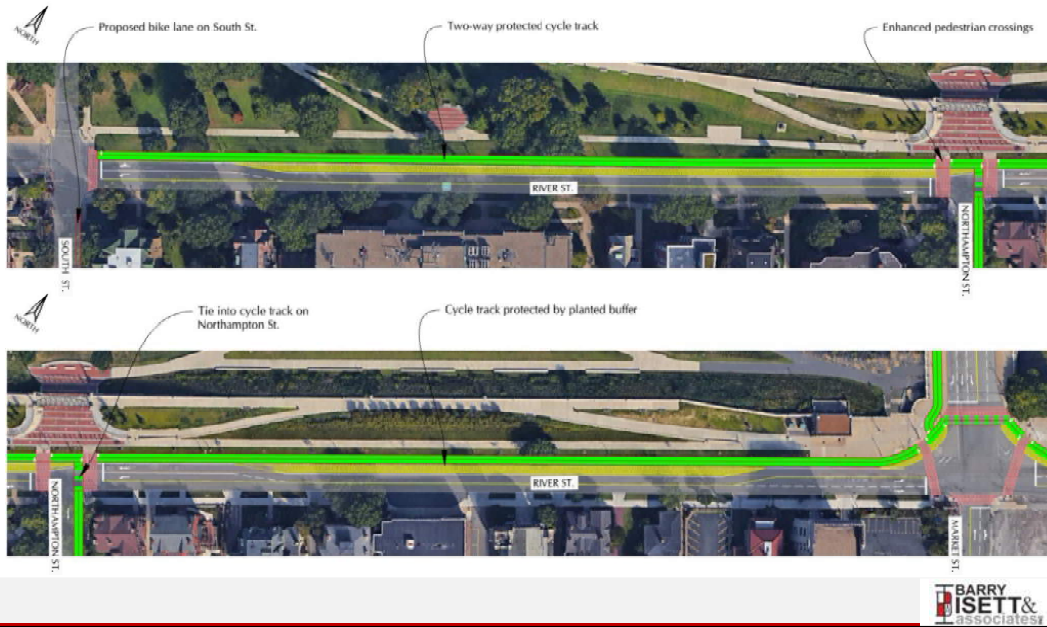 NORTH
Proposed bike lane on South St.
Two-way protected cycle track
Enhanced pedestrian crossings
RIVER ST.
SOUTH ST.
NORTHAMPTON ST.
NORTH
Tie into cycle track on
Northampton St.
Cycle track protected by planted buffer
RIVER ST.
NORTHAMPTON ST.
MARKET ST.
BARRY
ISETT&
associates